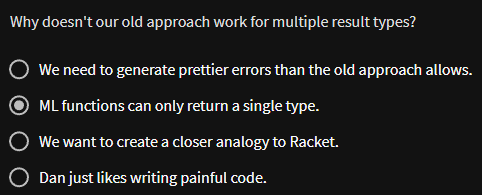 Why doesn't our old approach work for multiple result types?
We need to generate prettier errors than the old approach allows.
ML functions can only return a single type.
We want to create a closer analogy to Racket.
Dan just likes writing painful code.